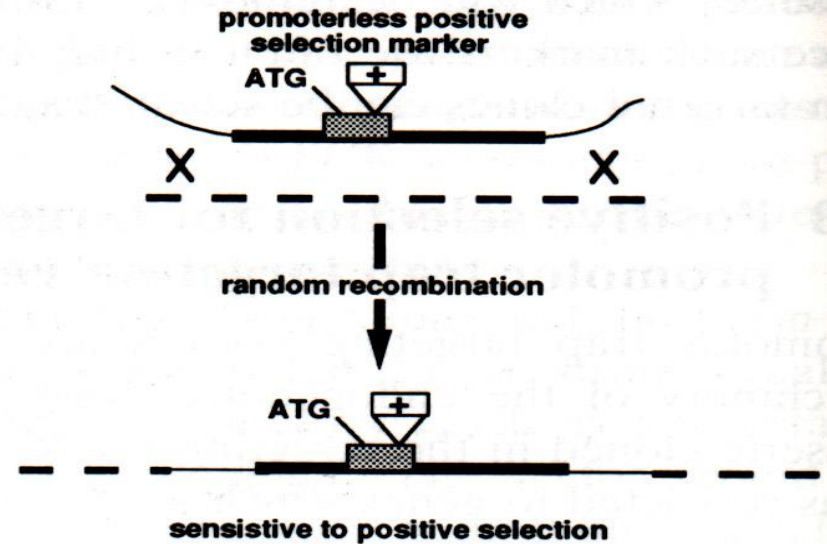 promoterless positive
selection marker
ATG
+
X
X
random recombination
ATG
+
sensistive to positive selection